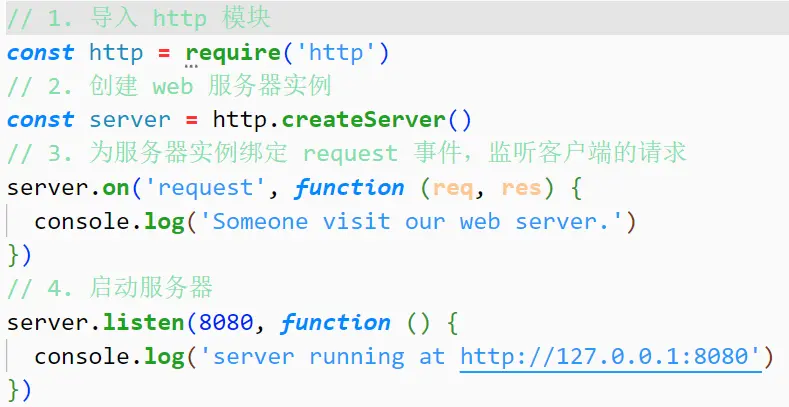 // 1. 导入 http 模块
const http = require('http')
// 2. 创建 web 服务器实例
const server = http.createServer()
// 3. 为服务器实例绑定 request 事件，监听客户端的请求
server.on('request', function (req, res) {
  console.log('Someone visit our web server.')
})
// 4. 启动服务器
server.listen(8080, function () {
  console.log('server running at http://127.0.0.1:8080')
})